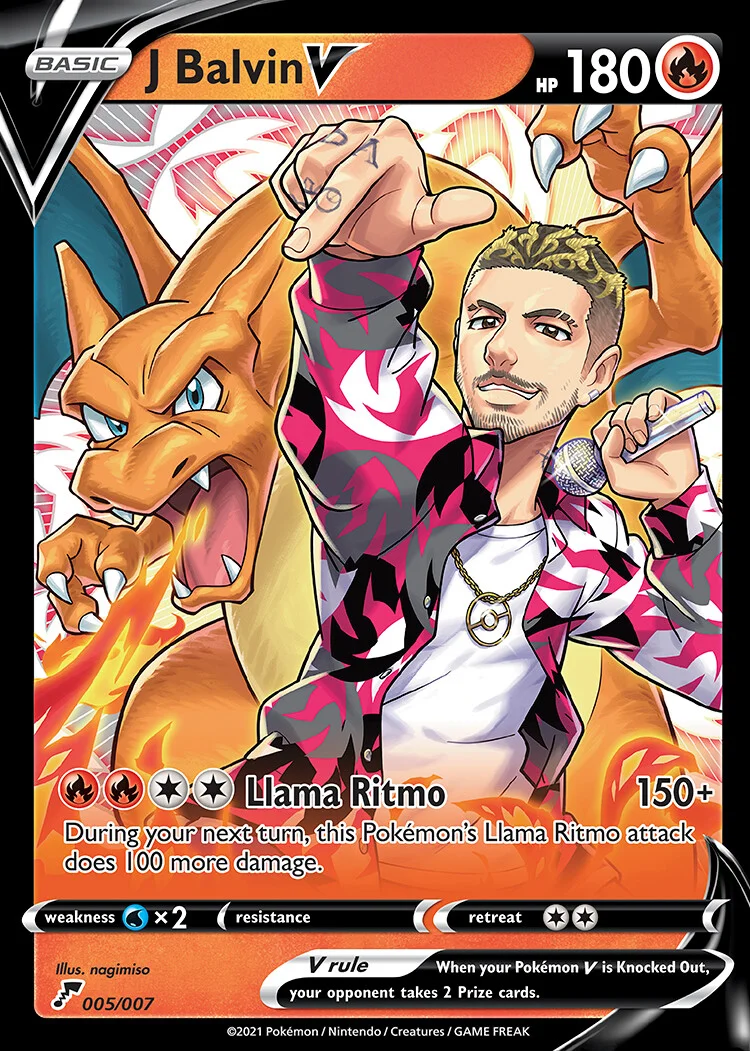 BASIC
J Balvin V
HP 180
Llama Ritmo 150+
During your next turn, this Pokémon's Llama Ritmo attack
does 100 more damage.
weakness ×2 resistance retreat
Illus. nagimiso
005/007
V rule
When your Pokémon V is Knocked Out,
your opponent takes 2 Prize cards.
©2021 Pokémon / Nintendo / Creatures / GAME FREAK